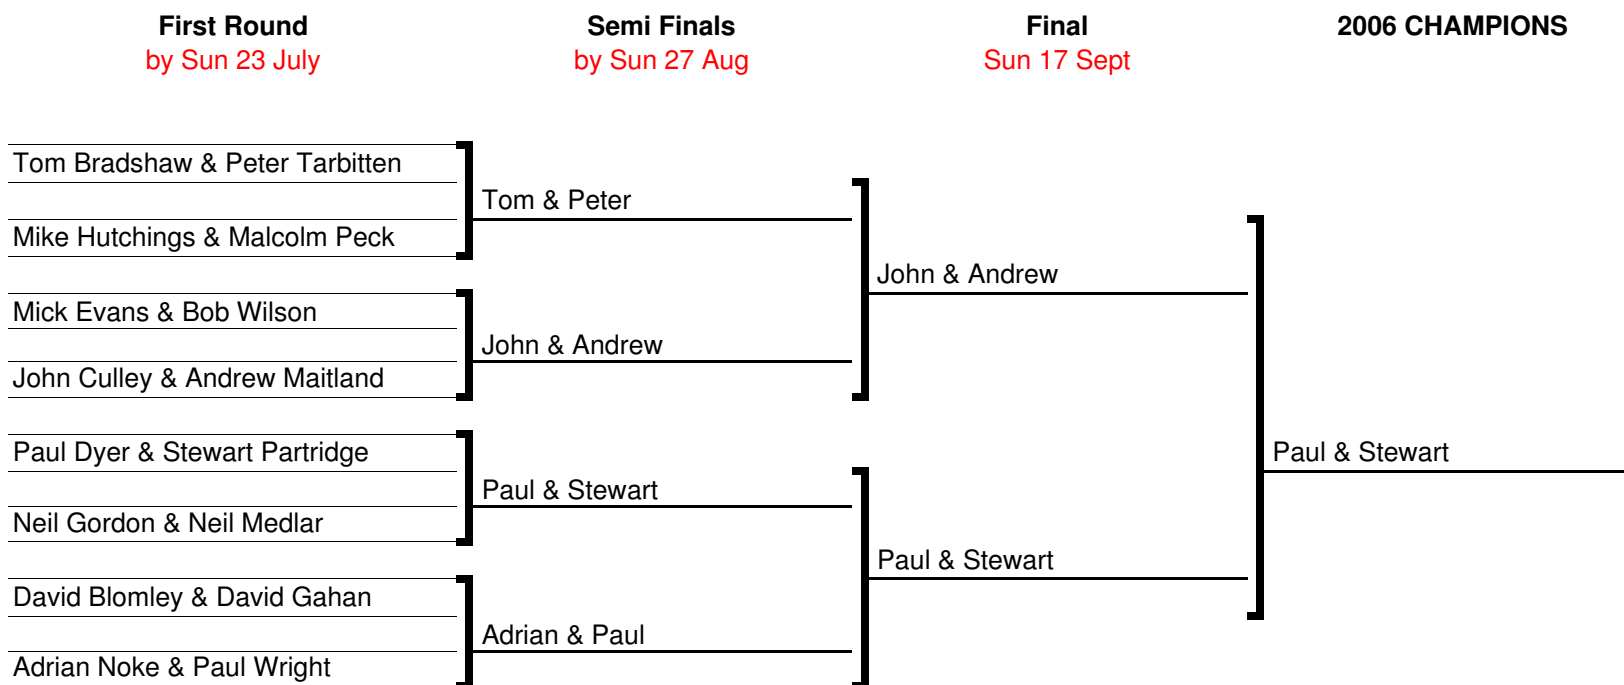 First Round
by Sun 23 July
Semi Finals
by Sun 27 Aug
Final
Sun 17 Sept
2006 CHAMPIONS
Tom Bradshaw & Peter Tarbitten
Mike Hutchings & Malcolm Peck
Mick Evans & Bob Wilson
John Culley & Andrew Maitland
Paul Dyer & Stewart Partridge
Neil Gordon & Neil Medlar
David Blomley & David Gahan
Adrian Noke & Paul Wright
Tom & Peter
John & Andrew
Paul & Stewart
Adrian & Paul
John & Andrew
Paul & Stewart
Paul & Stewart